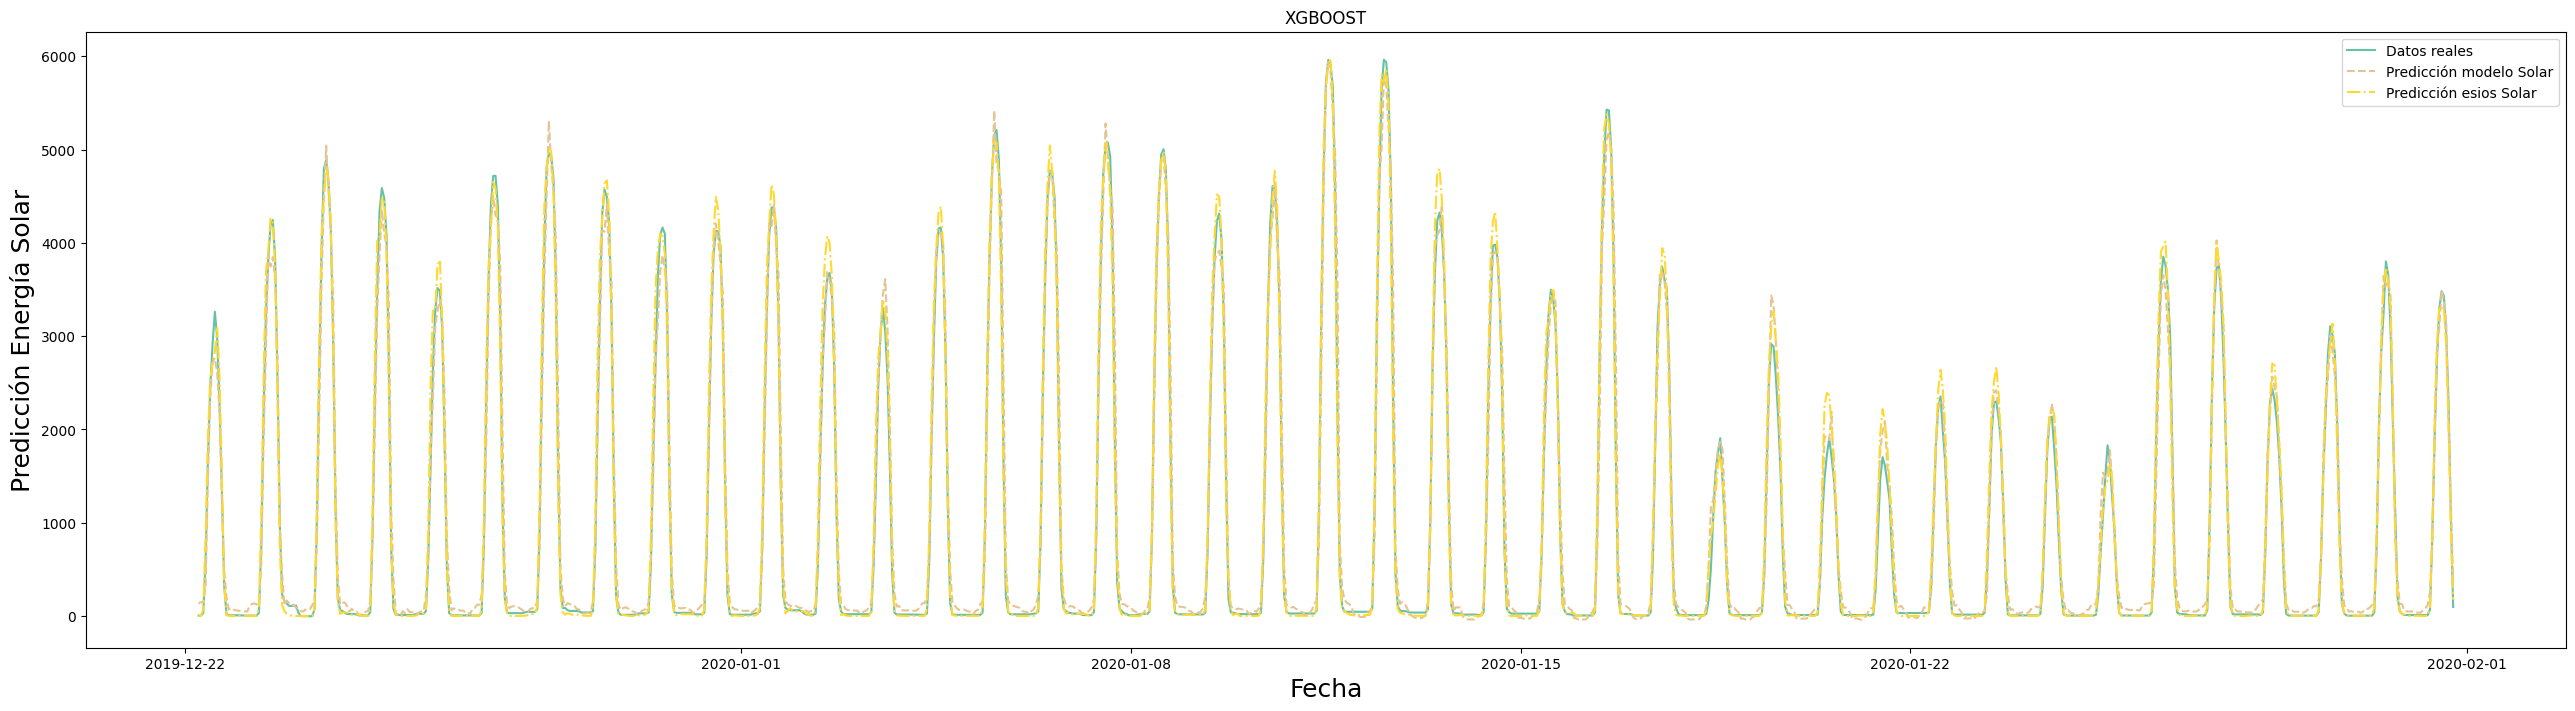 XGBOOST
Datos reales
Predicción modelo Solar
Predicción esios Solar
Predicción Energía Solar
6000
5000
4000
3000
2000
1000
0
2019-12-22
2020-01-01
2020-01-08
2020-01-15
2020-01-22
2020-02-01
Fecha